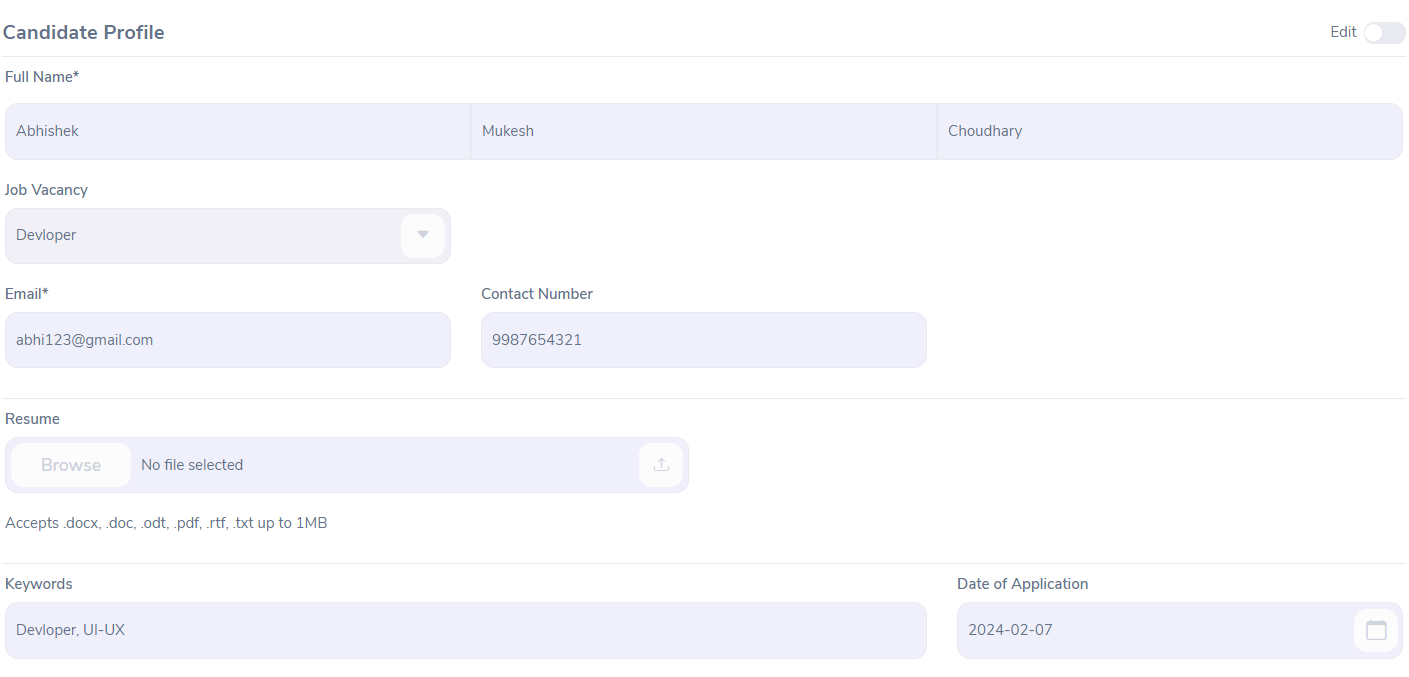 Candidate Profile
Edit
Full Name*
Abhishek Mukesh Choudhary
Job Vacancy
Devloper
Email* Contact Number
abhi123@gmail.com 9987654321
Resume
Browse No file selected
Accepts .docx, .doc, .odt, .pdf, .rtf, .txt up to 1MB
Keywords Date of Application
Devloper, UI-UX 2024-02-07